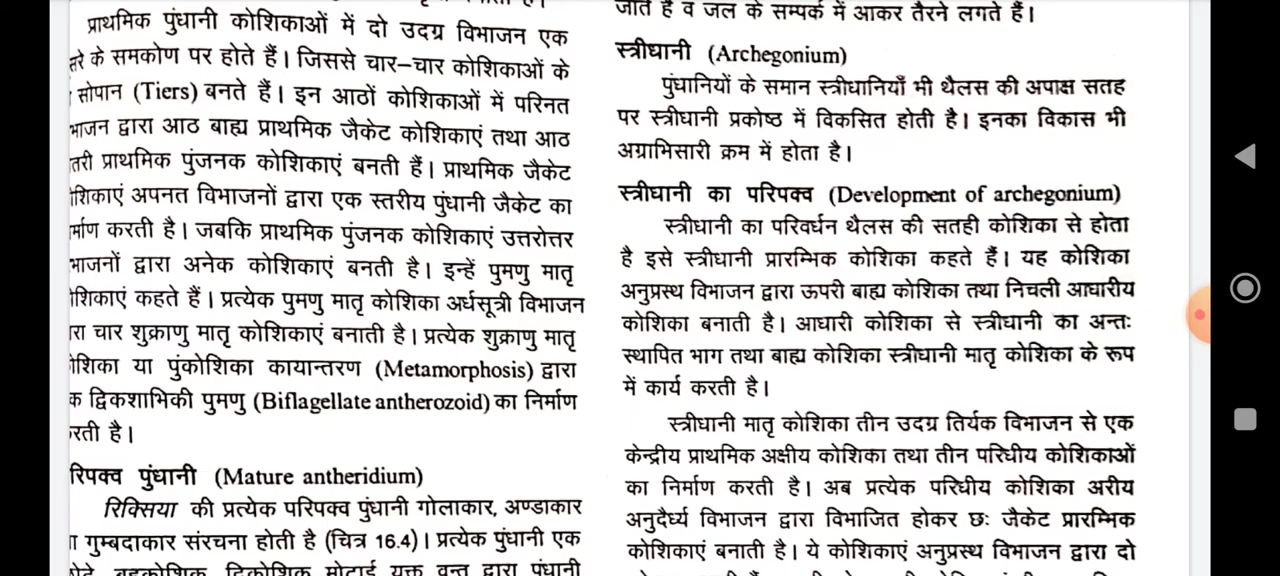 प्राथमिक पुंधानी कोशिकाओं में दो उदग्र विभाजन एक
सरे के समकोण पर होते हैं। जिससे चार–चार कोशिकाओं के
सोपान (Tiers) बनते हैं। इन आठों कोशिकाओं में परिनत
भाजन द्वारा आठ बाह्य प्राथमिक जैकेट कोशिकाएं तथा आठ
तरी प्राथमिक पुंजनक कोशिकाएं बनती हैं। प्राथमिक जैकेट
ोशिकाएं अपनत विभाजनों द्वारा एक स्तरीय पुंधानी जैकेट का
र्माण करती है। जबकि प्राथमिक पुंजनक कोशिकाएं उत्तरोत्तर
भाजनों द्वारा अनेक कोशिकाएं बनती है। इन्हें पुमणु मातृ
ोशिकाएं कहते हैं। प्रत्येक पुमणु मातृ कोशिका अर्धसूत्री विभाजन
रा चार शुक्राणु मातृ कोशिकाएं बनाती है। प्रत्येक शुक्राणु मातृ
ोशिका या पुंकोशिका कायान्तरण (Metamorphosis) द्वारा
क द्विकशाभिकी पुमणु (Biflagellate antherozoid) का निर्माण
रती है।
रिपक्व पुंधानी (Mature antheridium)
रिक्सिया की प्रत्येक परिपक्व पुंधानी गोलाकार, अण्डाकार
ा गुम्बदाकार संरचना होती है (चित्र 16.4)। प्रत्येक पुंधानी एक
बहुकोशिक, द्विकोशिक मोटाई युक्त वृन्त द्वारा पुंधानी
जाते हैं व जल के सम्पर्क में आकर तैरने लगते हैं।
स्त्रीधानी (Archegonium)
पुंधानियों के समान स्त्रीधानियाँ भी थैलस की अपाक्ष सतह
पर स्त्रीधानी प्रकोष्ठ में विकसित होती है। इनका विकास भी
अग्राभिसारी क्रम में होता है।
स्त्रीधानी का परिपक्व (Development of archegonium)
स्त्रीधानी का परिवर्धन थैलस की सतही कोशिका से होता
है इसे स्त्रीधानी प्रारम्भिक कोशिका कहते हैं। यह कोशिका
अनुप्रस्थ विभाजन द्वारा ऊपरी बाह्य कोशिका तथा निचली आधारीय
कोशिका बनाती है। आधारी कोशिका से स्त्रीधानी का अन्तः
स्थापित भाग तथा बाह्य कोशिका स्त्रीधानी मातृ कोशिका के रूप
में कार्य करती है।
स्त्रीधानी मातृ कोशिका तीन उदग्र तिर्यक विभाजन से एक
केन्द्रीय प्राथमिक अक्षीय कोशिका तथा तीन परिधीय कोशिकाओं
का निर्माण करती है। अब प्रत्येक परिधीय कोशिका अरीय
अनुदैर्ध्य विभाजन द्वारा विभाजित होकर छः जैकेट प्रारम्भिक
कोशिकाएं बनाती है। ये कोशिकाएं अनुप्रस्थ विभाजन द्वारा दो